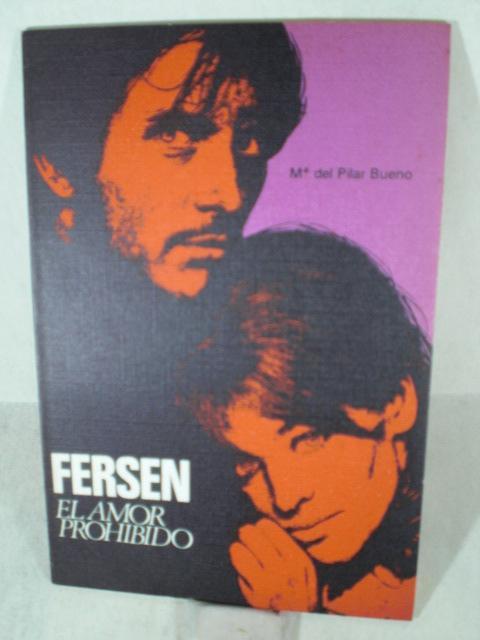 Mª del Pilar Bueno
FERSEN
EL AMOR
PROHIBIDO